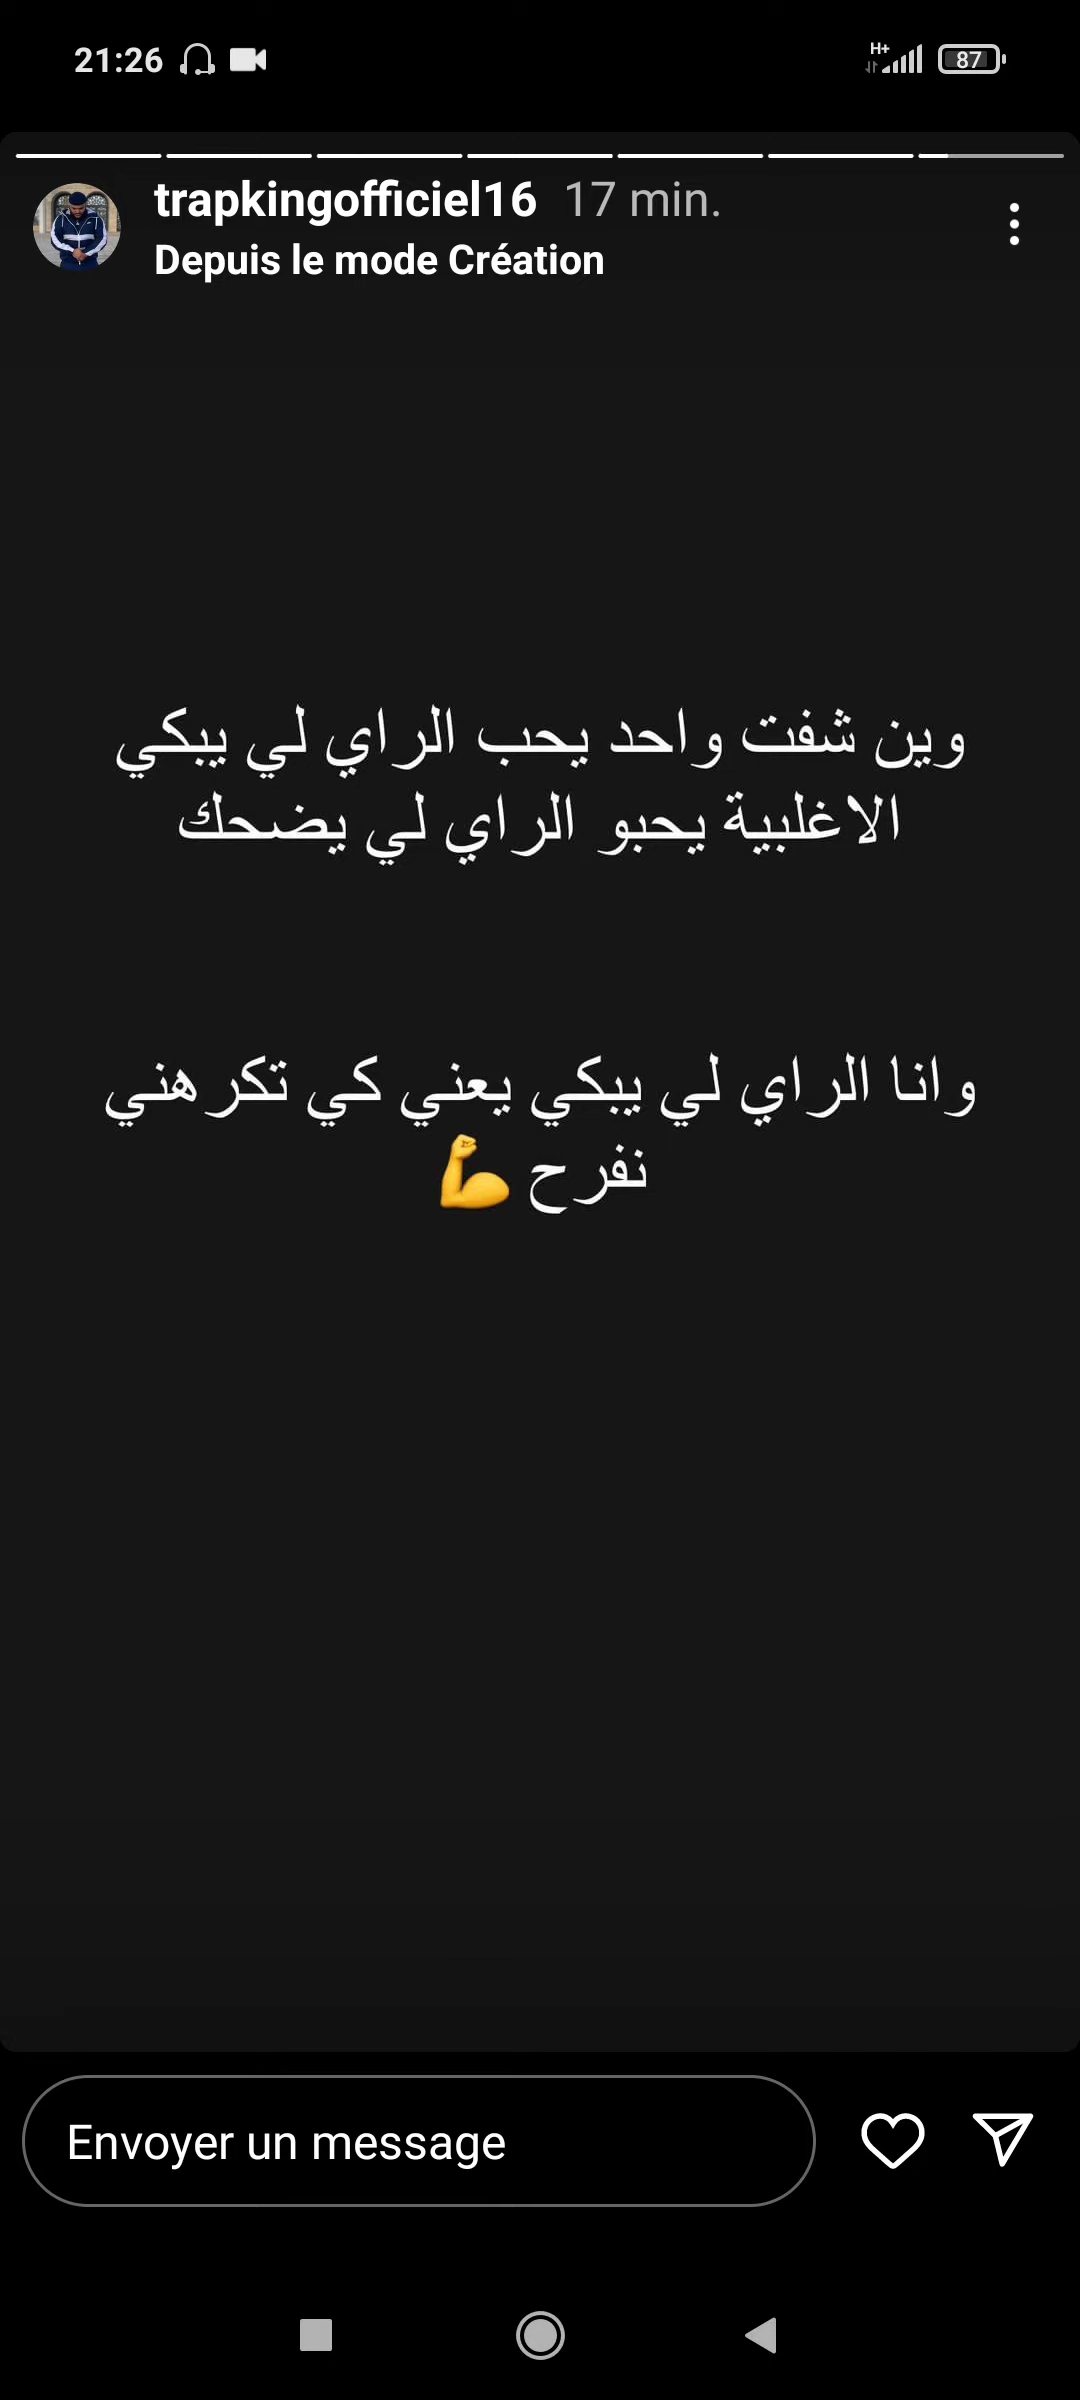 21:26
H+
87
trapkingofficiel16 17 min.
Depuis le mode Création
وين شفت واحد يحب الراي لي يبكي
الاغلبية يحبو الراي لي يضحك
وانا الراي لي يبكي يعني كي تكرهني
نفرح 💪
Envoyer un message